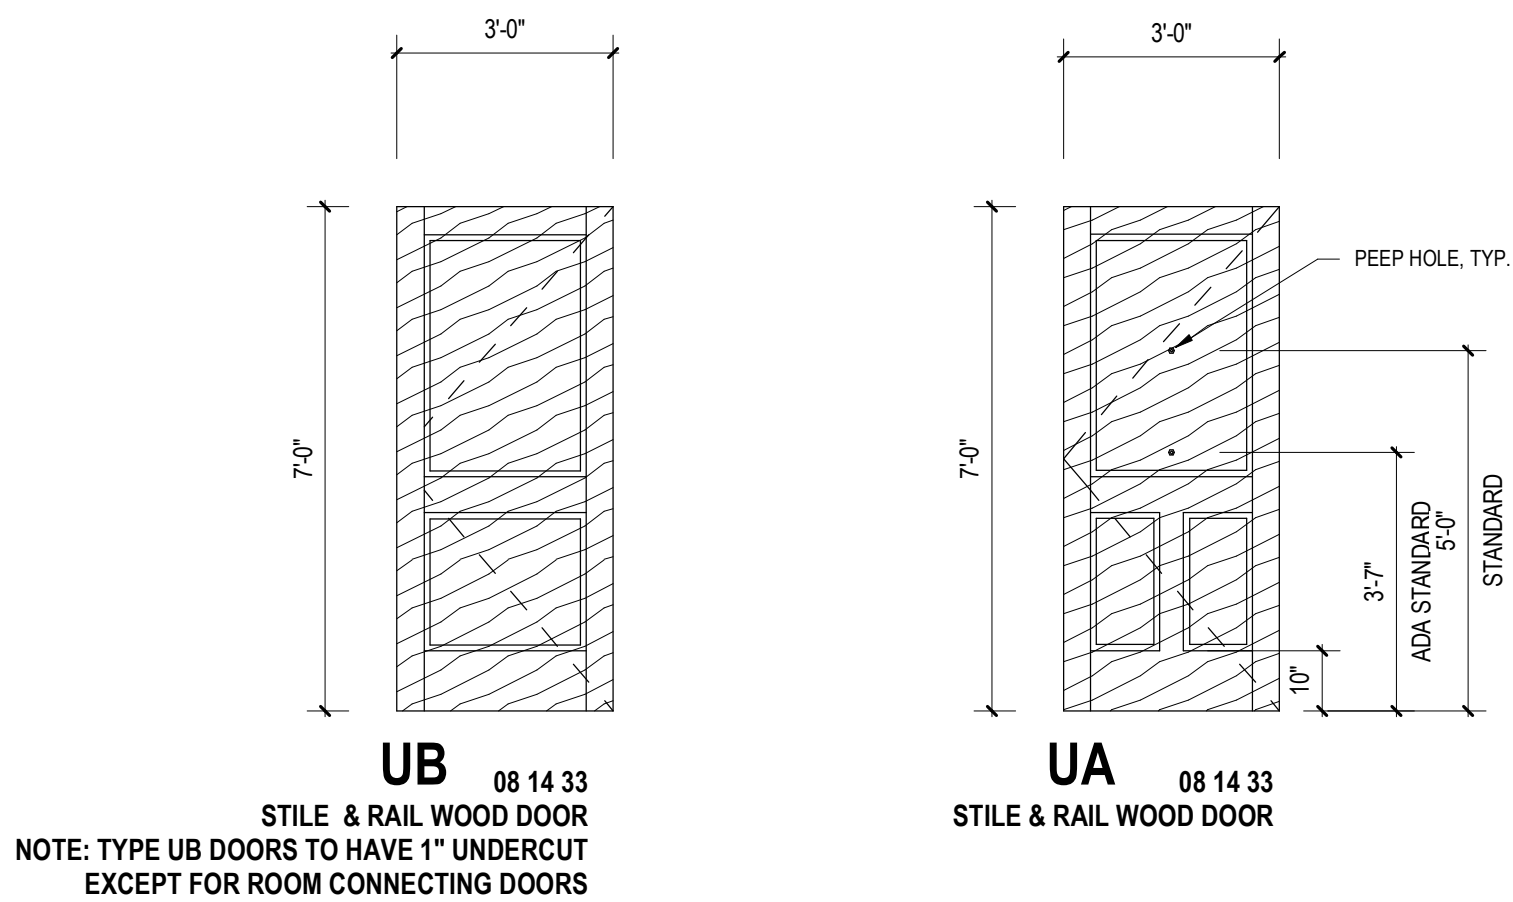 3'-0"
3'-0"
PEEP HOLE, TYP.
7'-0"
7'-0"
10"
3'-7"
ADA STANDARD
5'-0"
STANDARD
UB 08 14 33
STILE & RAIL WOOD DOOR
NOTE: TYPE UB DOORS TO HAVE 1" UNDERCUT
EXCEPT FOR ROOM CONNECTING DOORS
UA 08 14 33
STILE & RAIL WOOD DOOR